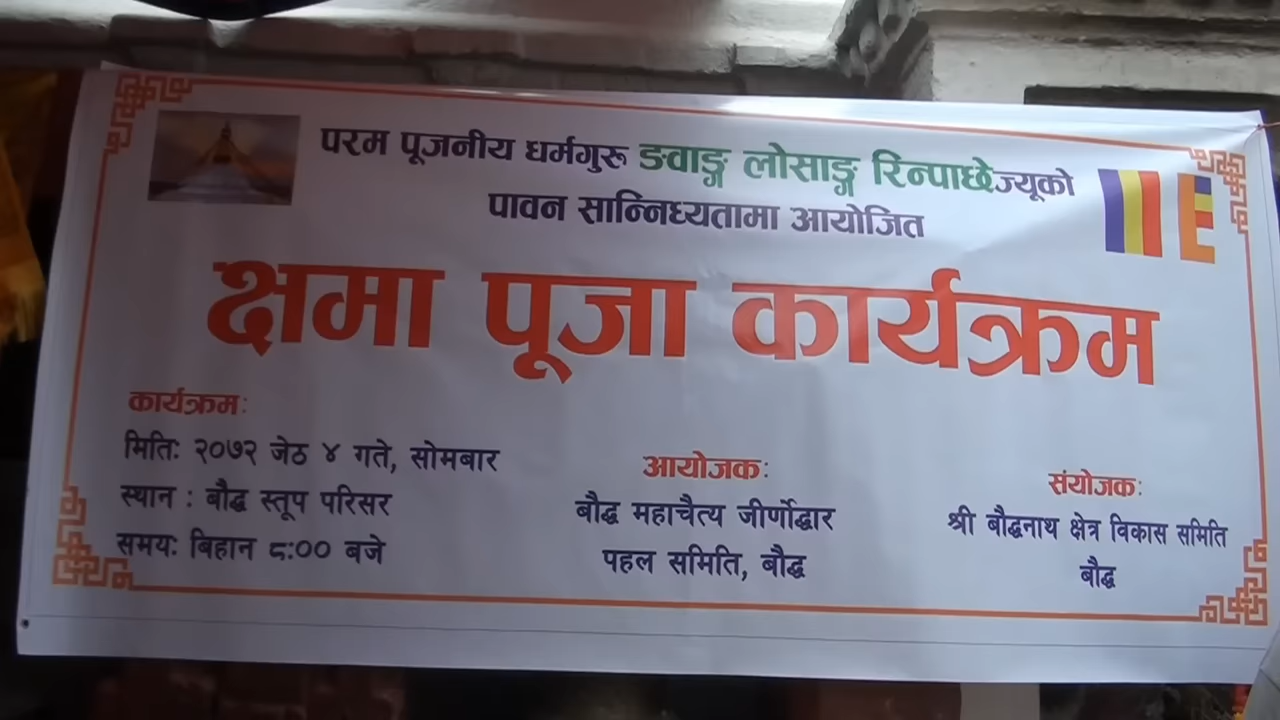 परम पूजनीय धर्मगुरु ङवाङ्ग लोसाङ्ग रिन्पाछेज्यूको
पावन सान्निध्यतामा आयोजित
क्षमा पूजा कार्यक्रम
कार्यक्रमः
मितिः २०७२ जेठ ४ गते, सोमबार
स्थान : बौद्ध स्तूप परिसर
समयः बिहान ८:०० बजे
आयोजकः
बौद्ध महाचैत्य जीर्णोद्धार
पहल समिति, बौद्ध
संयोजकः
श्री बौद्धनाथ क्षेत्र विकास समिति
बौद्ध